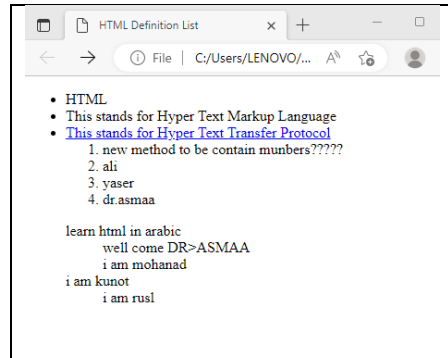 HTML Definition List
File | C:/Users/LENOVO/...
• HTML
• This stands for Hyper Text Markup Language
• This stands for Hyper Text Transfer Protocol
1. new method to be contain munbers?????
2. ali
3. yaser
4. dr.asmaa
learn html in arabic
well come DR>ASMAA
i am mohanad
i am kunot
i am rusl